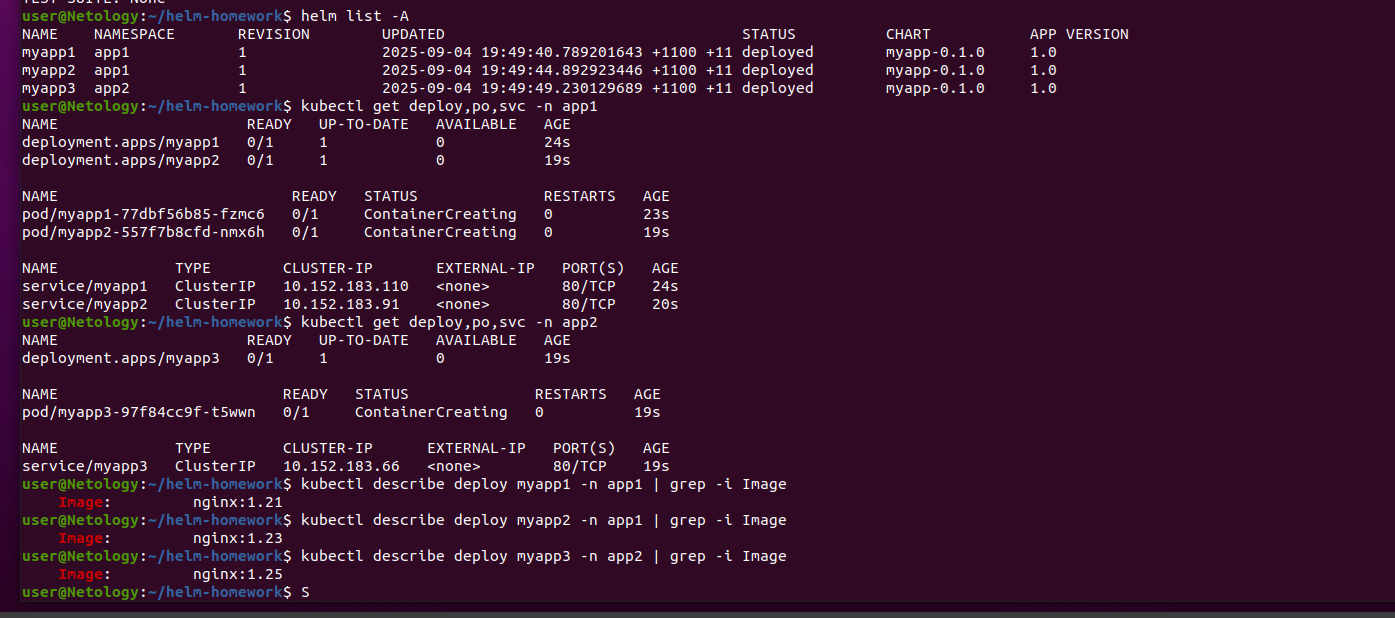 TEST SUITE: None
user@Netology:~/helm-homework$ helm list -A
NAME    NAMESPACE       REVISION        UPDATED                                 STATUS          CHART           APP VERSION
myapp1  app1            1               2025-09-04 19:49:40.789201643 +1100 +11 deployed        myapp-0.1.0     1.0
myapp2  app1            1               2025-09-04 19:49:44.892923446 +1100 +11 deployed        myapp-0.1.0     1.0
myapp3  app2            1               2025-09-04 19:49:49.230129689 +1100 +11 deployed        myapp-0.1.0     1.0
user@Netology:~/helm-homework$ kubectl get deploy,po,svc -n app1
NAME                     READY   UP-TO-DATE   AVAILABLE   AGE
deployment.apps/myapp1   0/1     1            0           24s
deployment.apps/myapp2   0/1     1            0           19s

NAME                          READY   STATUS              RESTARTS   AGE
pod/myapp1-77dbf56b85-fzmc6   0/1     ContainerCreating   0          23s
pod/myapp2-557f7b8cfd-nmx6h   0/1     ContainerCreating   0          19s

NAME             TYPE        CLUSTER-IP       EXTERNAL-IP   PORT(S)   AGE
service/myapp1   ClusterIP   10.152.183.110   <none>        80/TCP    24s
service/myapp2   ClusterIP   10.152.183.91    <none>        80/TCP    20s
user@Netology:~/helm-homework$ kubectl get deploy,po,svc -n app2
NAME                     READY   UP-TO-DATE   AVAILABLE   AGE
deployment.apps/myapp3   0/1     1            0           19s

NAME                         READY   STATUS              RESTARTS   AGE
pod/myapp3-97f84cc9f-t5wwn   0/1     ContainerCreating   0          19s

NAME             TYPE        CLUSTER-IP      EXTERNAL-IP   PORT(S)   AGE
service/myapp3   ClusterIP   10.152.183.66   <none>        80/TCP    19s
user@Netology:~/helm-homework$ kubectl describe deploy myapp1 -n app1 | grep -i Image
    Image:         nginx:1.21
user@Netology:~/helm-homework$ kubectl describe deploy myapp2 -n app1 | grep -i Image
    Image:         nginx:1.23
user@Netology:~/helm-homework$ kubectl describe deploy myapp3 -n app2 | grep -i Image
    Image:         nginx:1.25
user@Netology:~/helm-homework$ S